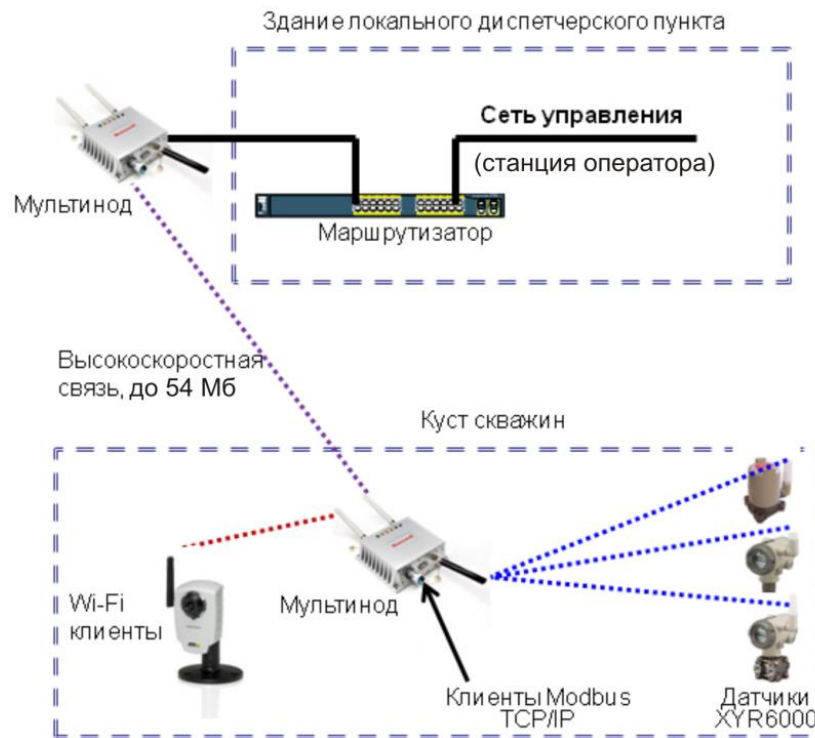 Здание локального диспетчерского пункта
Сеть управления
(станция оператора)
Мультинод
Маршрутизатор
Высокоскоростная
связь, до 54 Мб
Куст скважин
Wi-Fi
клиенты
Мультинод
Клиенты Modbus
TCP/IP
Датчики
XYR6000